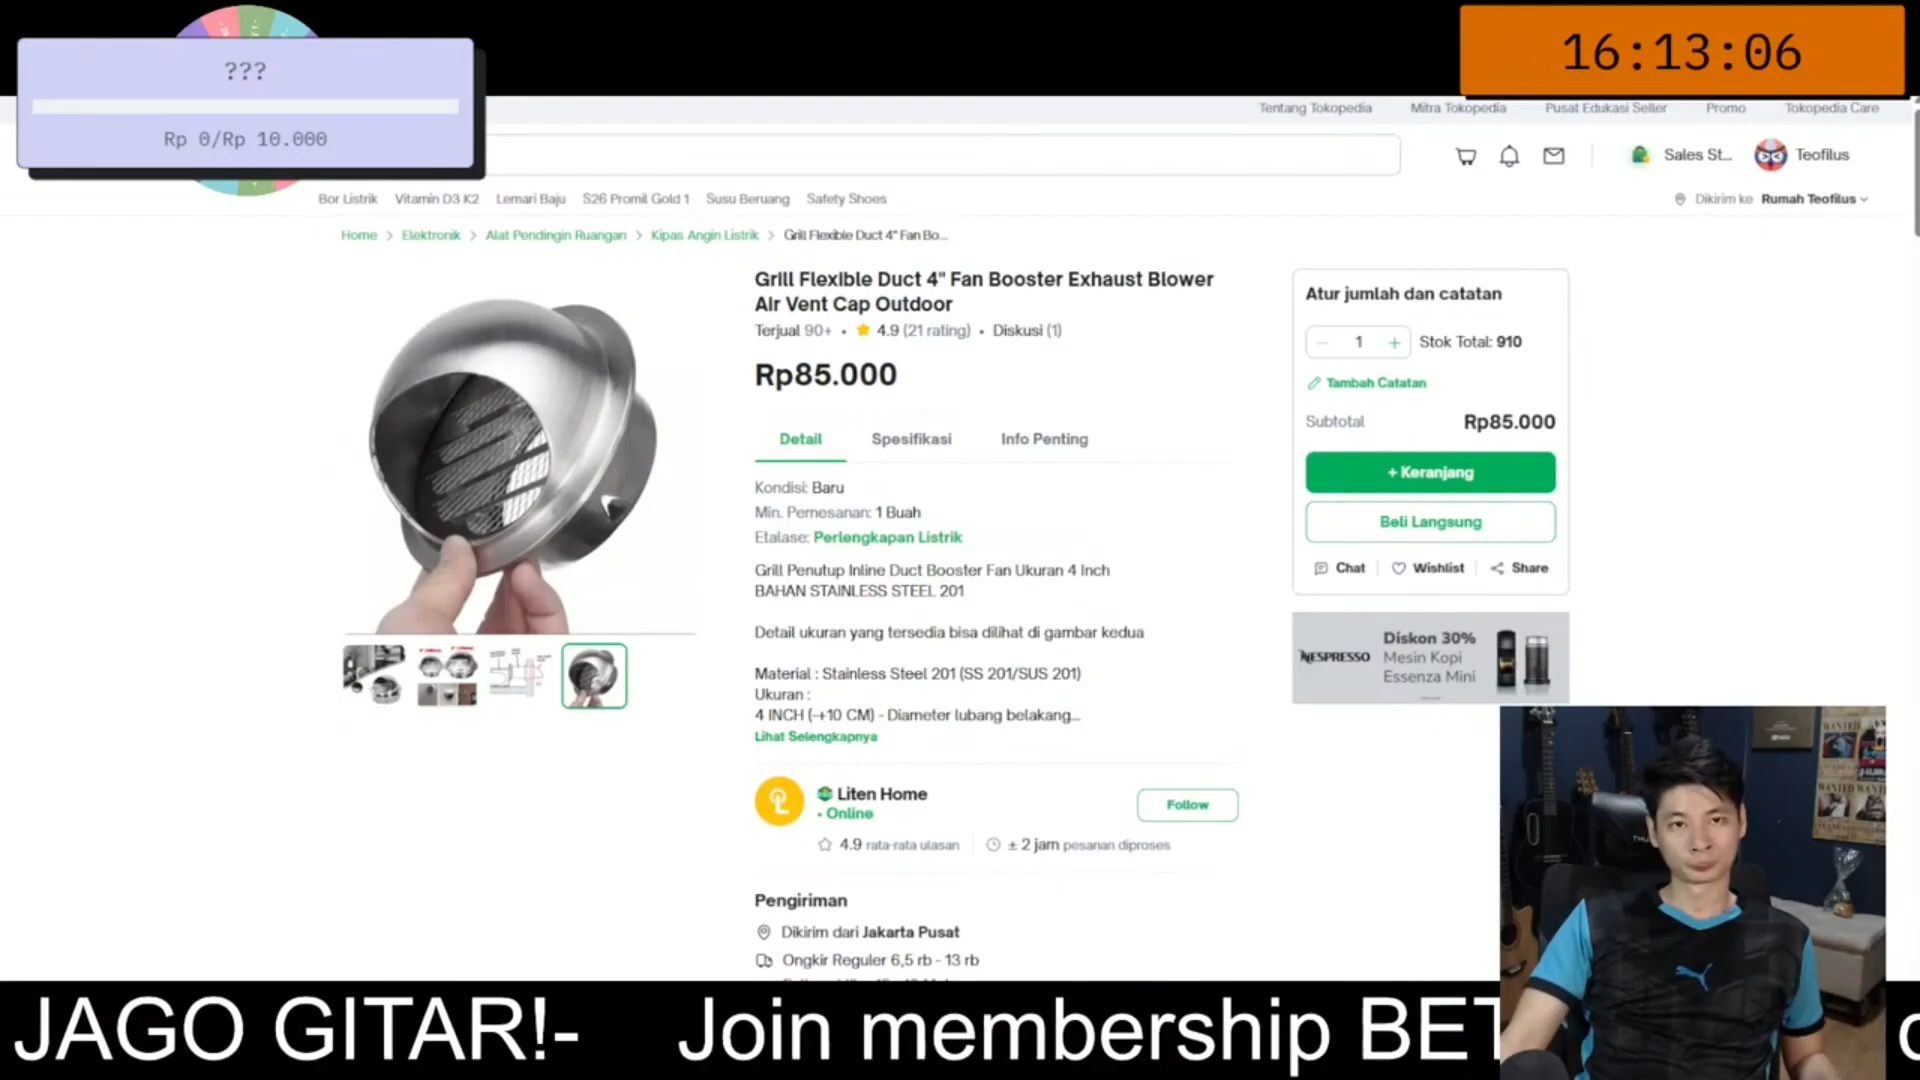 ???
Rp 0/Rp 10.000
16:13:06
Tentang Tokopedia
Mitra Tokopedia
Pusat Edukasi Seller
Promo
Tokopedia Care
Sales St...
Teofilus
Bor Listrik
Vitamin D3 K2
Lemari Baju
S26 Promil Gold 1
Susu Beruang
Safety Shoes
Dikirim ke Rumah Teofilus
Home > Elektronik > Alat Pendingin Ruangan > Kipas Angin Listrik > Grill Flexible Duct 4" Fan Bo...
Grill Flexible Duct 4" Fan Booster Exhaust Blower
Air Vent Cap Outdoor
Terjual 90+ • 4.9 (21 rating) • Diskusi (1)
Rp85.000
Detail
Spesifikasi
Info Penting
Kondisi: Baru
Min. Pemesanan: 1 Buah
Etalase: Perlengkapan Listrik
Grill Penutup Inline Duct Booster Fan Ukuran 4 Inch
BAHAN STAINLESS STEEL 201
Detail ukuran yang tersedia bisa dilihat di gambar kedua
Material : Stainless Steel 201 (SS 201/SUS 201)
Ukuran :
4 INCH (-+10 CM) - Diameter lubang belakang...
Lihat Selengkapnya
Liten Home
• Online
Follow
4.9 rata-rata ulasan
± 2 jam pesanan diproses
Pengiriman
Dikirim dari Jakarta Pusat
Ongkir Reguler 6,5 rb - 13 rb
Atur jumlah dan catatan
1
Stok Total: 910
Tambah Catatan
Subtotal
Rp85.000
+ Keranjang
Beli Langsung
Chat
Wishlist
Share
NESPRESSO
Diskon 30%
Mesin Kopi
Essenza Mini
WANTED
WANTED WANT
JAGO GITAR!-
Join membership BET